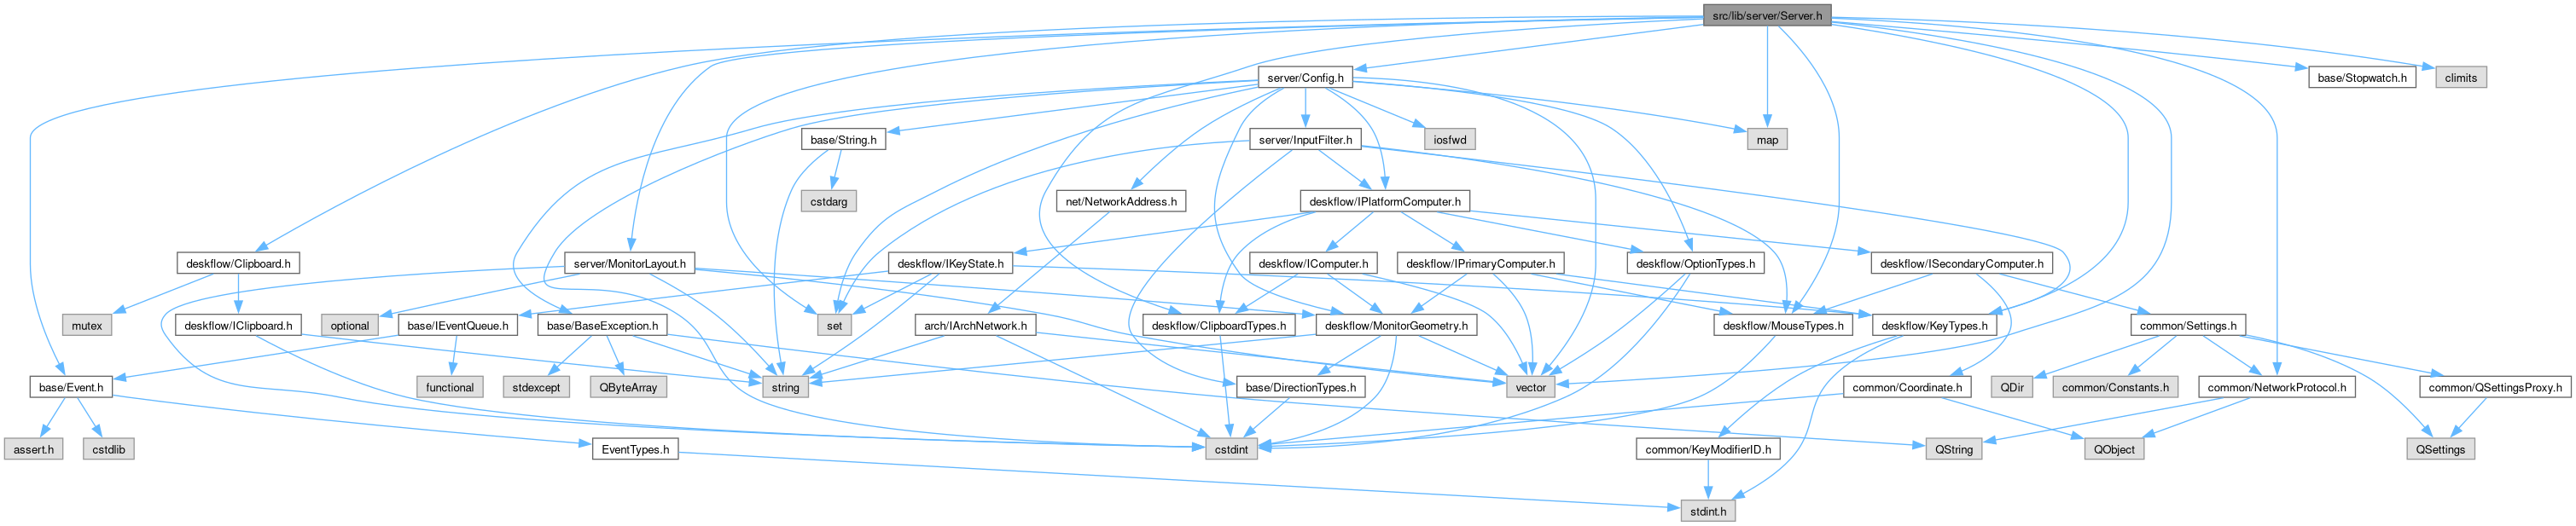 src/lib/server/Server.h
server/Config.h
base/Stopwatch.h
climits
base/String.h
server/InputFilter.h
iosfwd
map
cstdarg
net/NetworkAddress.h
deskflow/IPlatformComputer.h
deskflow/Clipboard.h
server/MonitorLayout.h
deskflow/IKeyState.h
deskflow/IComputer.h
deskflow/IPrimaryComputer.h
deskflow/OptionTypes.h
deskflow/ISecondaryComputer.h
mutex
deskflow/IClipboard.h
optional
base/IEventQueue.h
base/BaseException.h
set
arch/IArchNetwork.h
deskflow/ClipboardTypes.h
deskflow/MonitorGeometry.h
deskflow/MouseTypes.h
deskflow/KeyTypes.h
common/Settings.h
base/Event.h
functional
stdexcept
QByteArray
string
base/DirectionTypes.h
vector
common/Coordinate.h
QDir
common/Constants.h
common/NetworkProtocol.h
common/QSettingsProxy.h
assert.h
cstdlib
EventTypes.h
cstdint
common/KeyModifierID.h
QString
QObject
QSettings
stdint.h